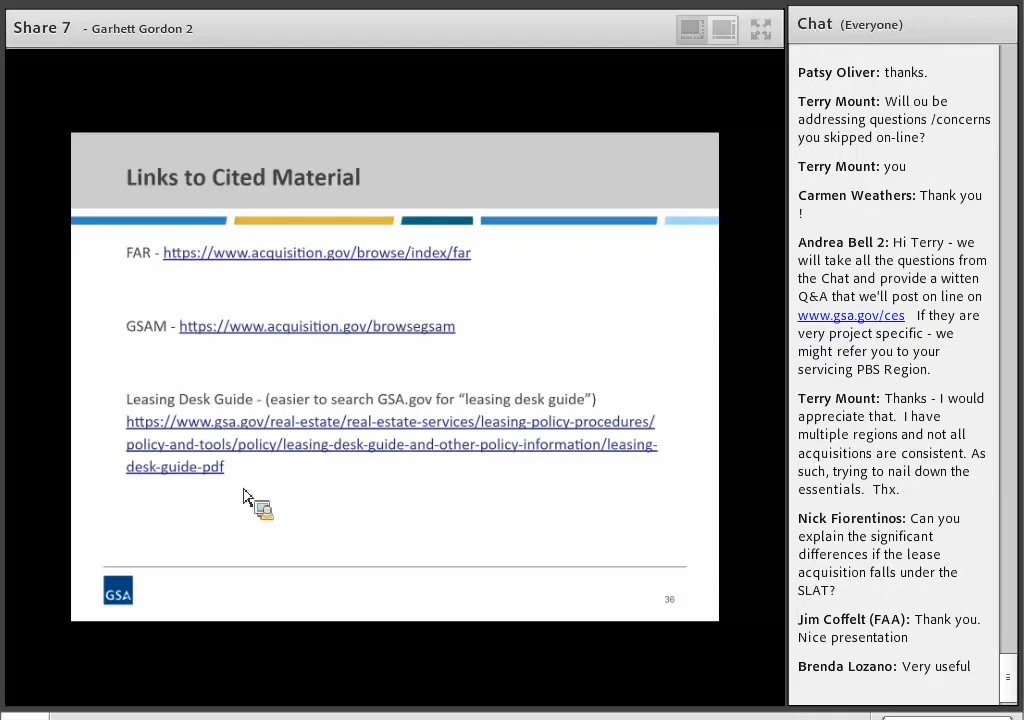 Share 7 - Garhett Gordon 2
Links to Cited Material
FAR - https://www.acquisition.gov/browse/index/far
GSAM - https://www.acquisition.gov/browsegsam
Leasing Desk Guide - (easier to search GSA.gov for “leasing desk guide”)
https://www.gsa.gov/real-estate/real-estate-services/leasing-policy-procedures/
policy-and-tools/policy/leasing-desk-guide-and-other-policy-information/leasing-
desk-guide-pdf
GSA
36
Chat (Everyone)
Patsy Oliver: thanks.
Terry Mount: Will ou be
addressing questions /concerns
you skipped on-line?
Terry Mount: you
Carmen Weathers: Thank you
!
Andrea Bell 2: Hi Terry - we
will take all the questions from
the Chat and provide a witten
Q&A that we'll post on line on
www.gsa.gov/ces If they are
very project specific - we
might refer you to your
servicing PBS Region.
Terry Mount: Thanks - I would
appreciate that. I have
multiple regions and not all
acquisitions are consistent. As
such, trying to nail down the
essentials. Thx.
Nick Fiorentinos: Can you
explain the significant
differences if the lease
acquisition falls under the
SLAT?
Jim Coffelt (FAA): Thank you.
Nice presentation
Brenda Lozano: Very useful